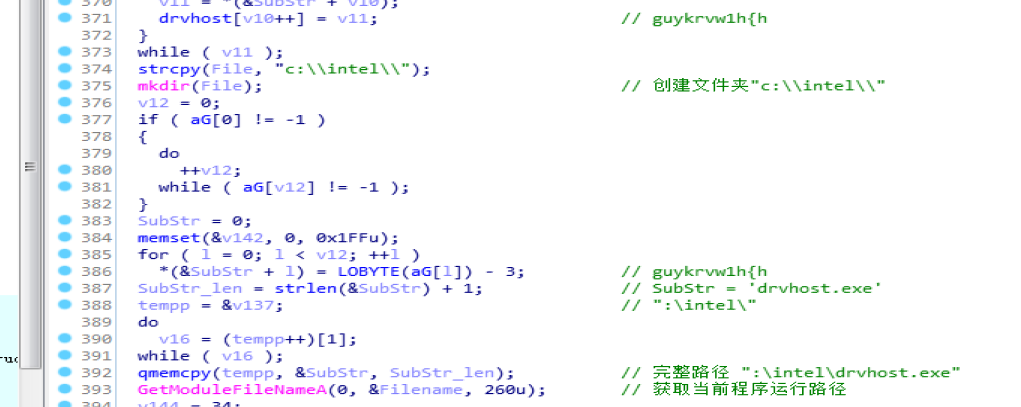 370 v11 = *(&SubStr + v10);
371 drvhost[v10++] = v11; // guykrvw1h{h
372 }
373 while ( v11 );
374 strcpy(File, "c:\\intel\\");
375 mkdir(File); // 创建文件夹"c:\\intel\\"
376 v12 = 0;
377 if ( aG[0] != -1 )
378 {
379 do
380 ++v12;
381 while ( aG[v12] != -1 );
382 }
383 SubStr = 0;
384 memset(&v142, 0, 0x1FFu);
385 for ( l = 0; l < v12; ++l )
386 *(&SubStr + l) = LOBYTE(aG[l]) - 3; // guykrvw1h{h
387 SubStr_len = strlen(&SubStr) + 1; // SubStr = 'drvhost.exe'
388 tempp = &v137; // ":\intel\"
389 do
390 v16 = (tempp++)[1];
391 while ( v16 );
392 qmemcpy(tempp, &SubStr, SubStr_len); // 完整路径 ":\intel\drvhost.exe"
393 GetModuleFileNameA(0, &Filename, 260u); // 获取当前程序运行路径
394 v144 = 34;